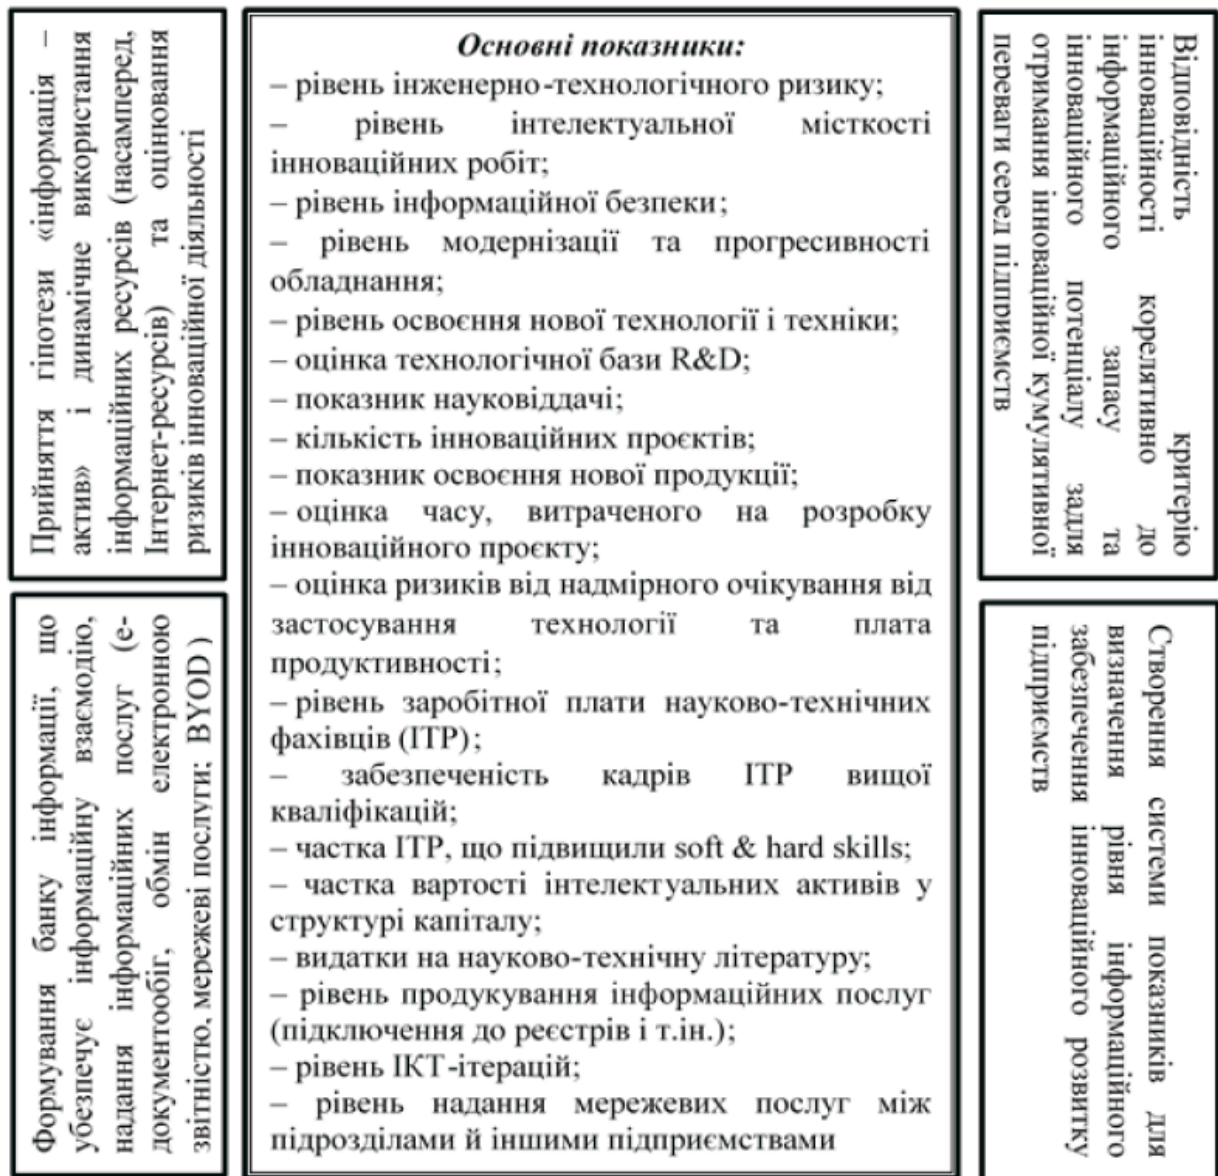 Прийняття гіпотези «інформація –
актив» і динамічне використання
інформаційних ресурсів (насамперед,
Інтернет-ресурсів) та оцінювання
ризиків інноваційної діяльності
Формування банку інформації, що
убезпечує інформаційну взаємодію,
надання інформаційних послуг (е-
документообіг, обмін електронною
звітністю, мережеві послуги; BYOD )
Основні показники:
– рівень інженерно-технологічного ризику;
– рівень інтелектуальної місткості
інноваційних робіт;
– рівень інформаційної безпеки;
– рівень модернізації та прогресивності
обладнання;
– рівень освоєння нової технології і техніки;
– оцінка технологічної бази R&D;
– показник науковіддачі;
– кількість інноваційних проєктів;
– показник освоєння нової продукції;
– оцінка часу, витраченого на розробку
інноваційного проєкту;
– оцінка ризиків від надмірного очікування від
застосування технології та плата
продуктивності;
– рівень заробітної плати науково-технічних
фахівців (ІТР);
– забезпеченість кадрів ІТР вищої
кваліфікацій;
– частка ІТР, що підвищили soft & hard skills;
– частка вартості інтелектуальних активів у
структурі капіталу;
– видатки на науково-технічну літературу;
– рівень продукування інформаційних послуг
(підключення до реєстрів і т.ін.);
– рівень ІКТ-ітерацій;
– рівень надання мережевих послуг між
підрозділами й іншими підприємствами
Відповідність критерію
інноваційності корелятивно до
інформаційного запасу та
інноваційного потенціалу задля
отримання інноваційної кумулятивної
переваги серед підприємств
Створення системи показників для
визначення рівня інформаційного
забезпечення інноваційного розвитку
підприємств